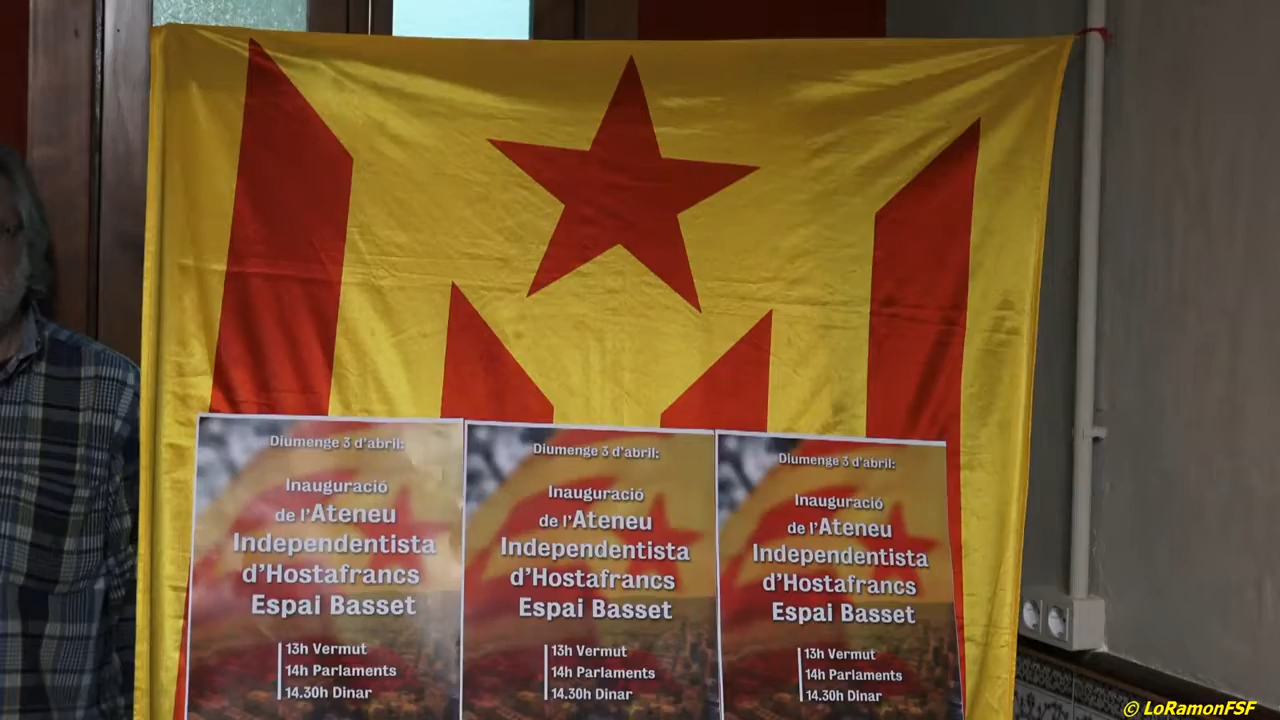 Diumenge 3 d'abril:
Inauguració
de l'Ateneu
Independentista
d'Hostafrancs
Espai Basset
13h Vermut
14h Parlaments
14.30h Dinar
Diumenge 3 d'abril:
Inauguració
de l'Ateneu
Independentista
d'Hostafrancs
Espai Basset
13h Vermut
14h Parlaments
14.30h Dinar
Diumenge 3 d'abril:
Inauguració
de l'Ateneu
Independentista
d'Hostafrancs
Espai Basset
13h Vermut
14h Parlaments
14.30h Dinar
© LoRamonFSF